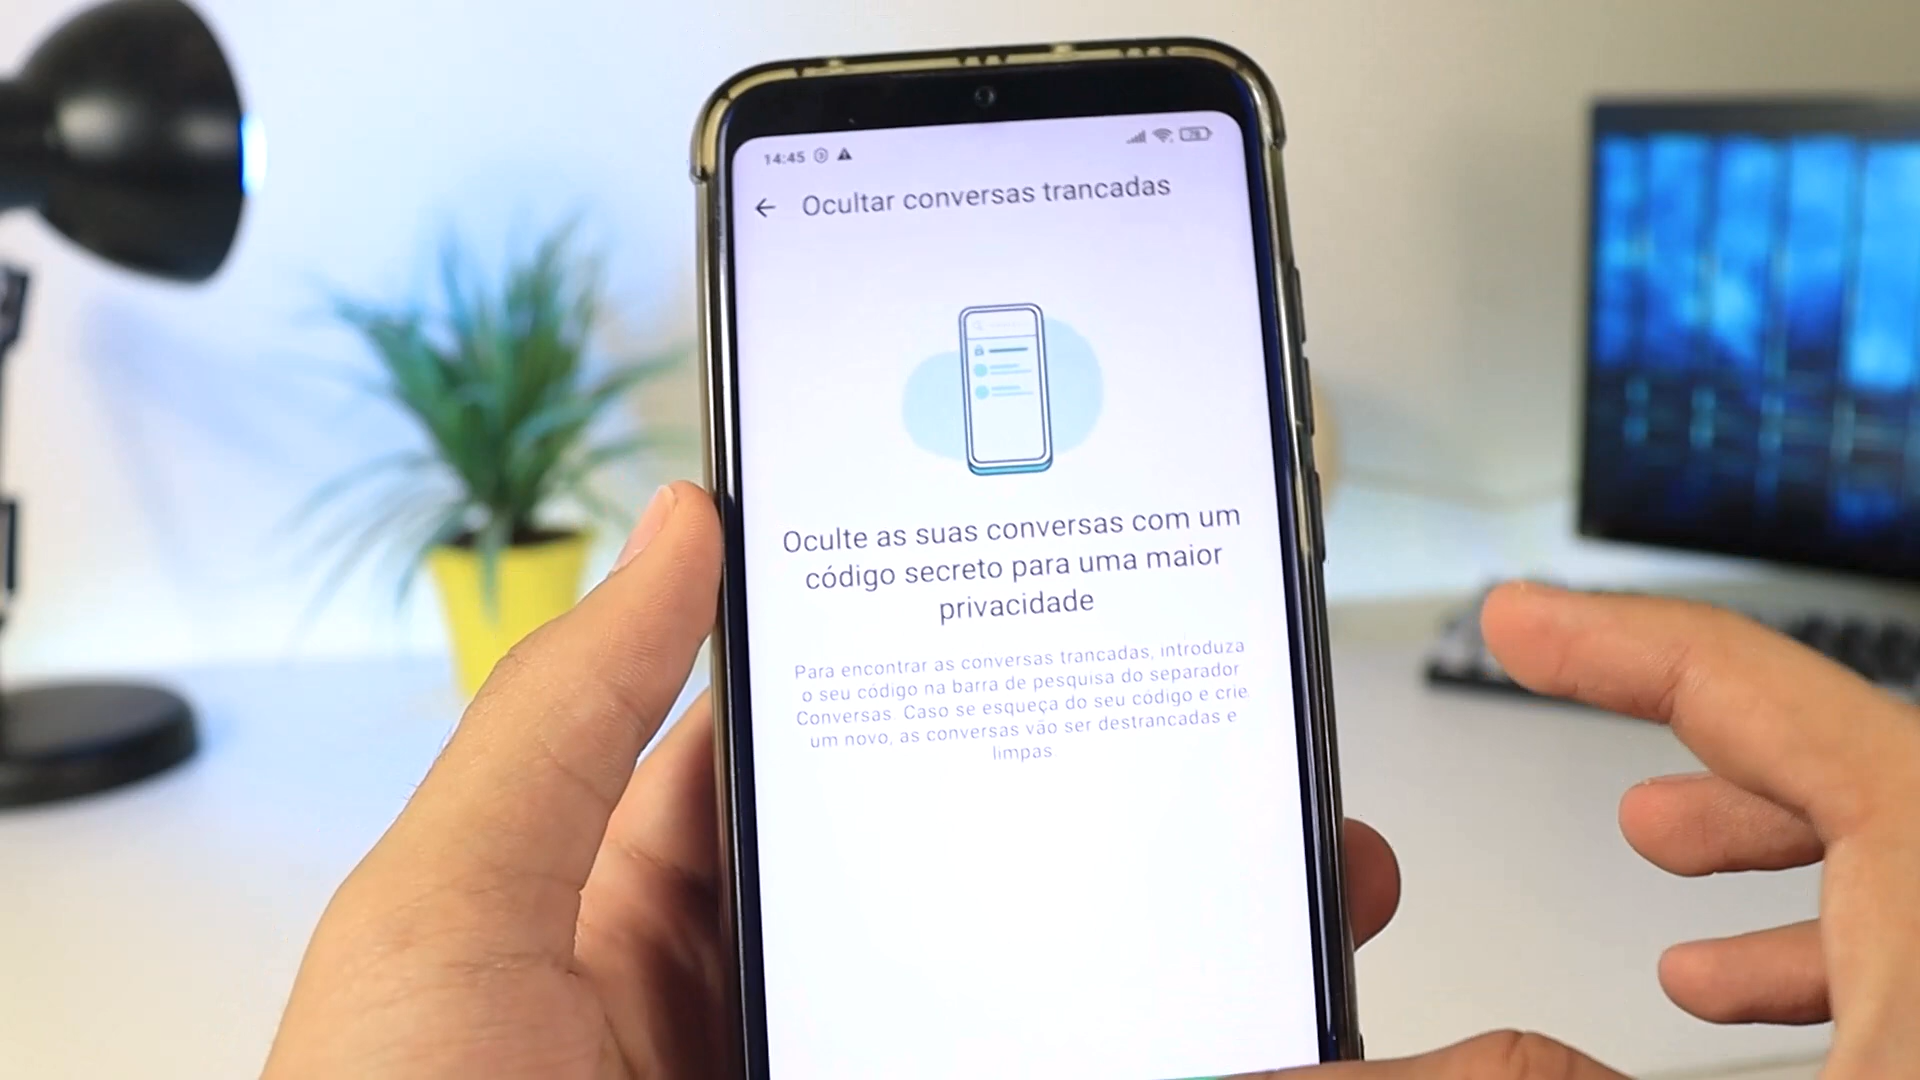 14:45
Ocultar conversas trancadas
Oculte as suas conversas com um
código secreto para uma maior
privacidade
Para encontrar as conversas trancadas, introduza
o seu código na barra de pesquisa do separador
Conversas. Caso se esqueça do seu código e crie
um novo, as conversas vão ser destrancadas e
limpas